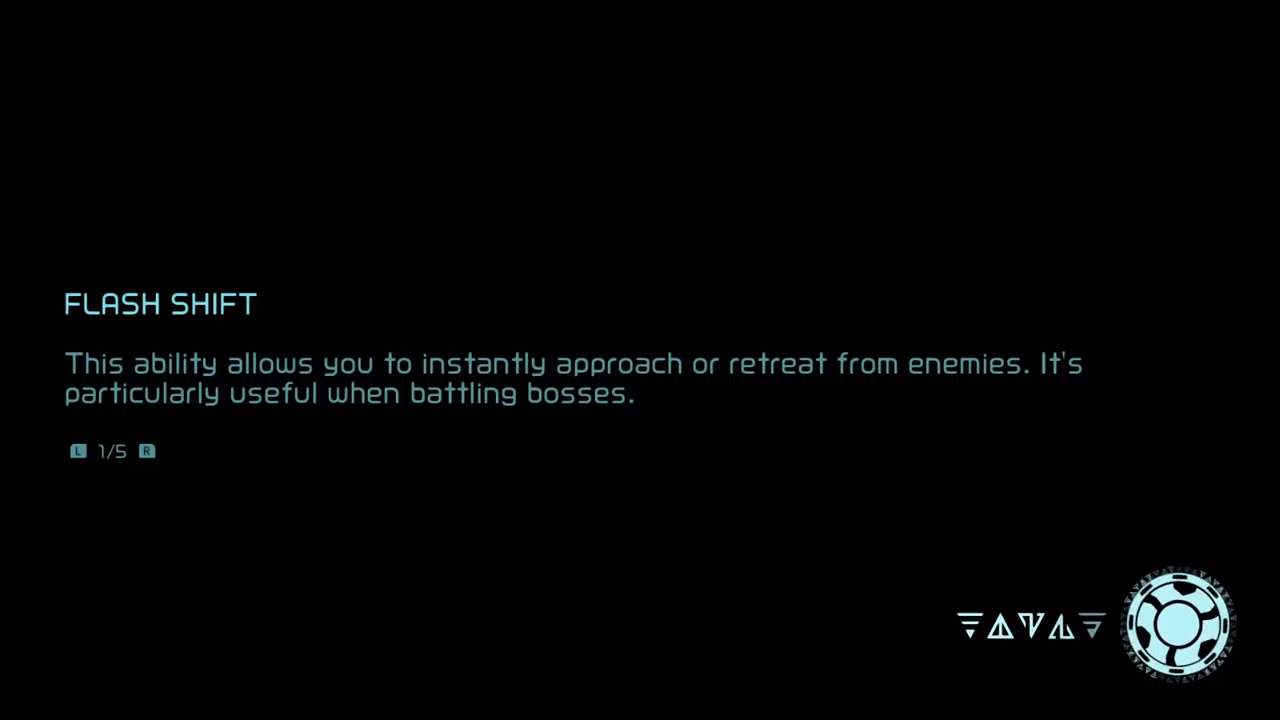 FLASH SHIFT
This ability allows you to instantly approach or retreat from enemies. It's
particularly useful when battling bosses.
L 1/5 R